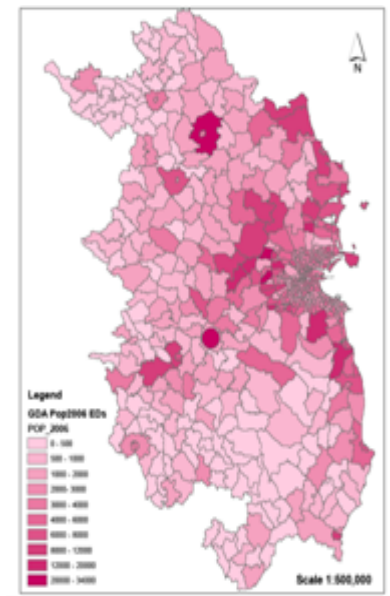 N
Legend
GDA Pop2006 EDs
POP_2006
0 - 500
500 - 1000
1000 - 2000
2000 - 3000
3000 - 4000
4000 - 6000
6000 - 8000
8000 - 12000
12000 - 20000
20000 - 34000
Scale 1:500,000